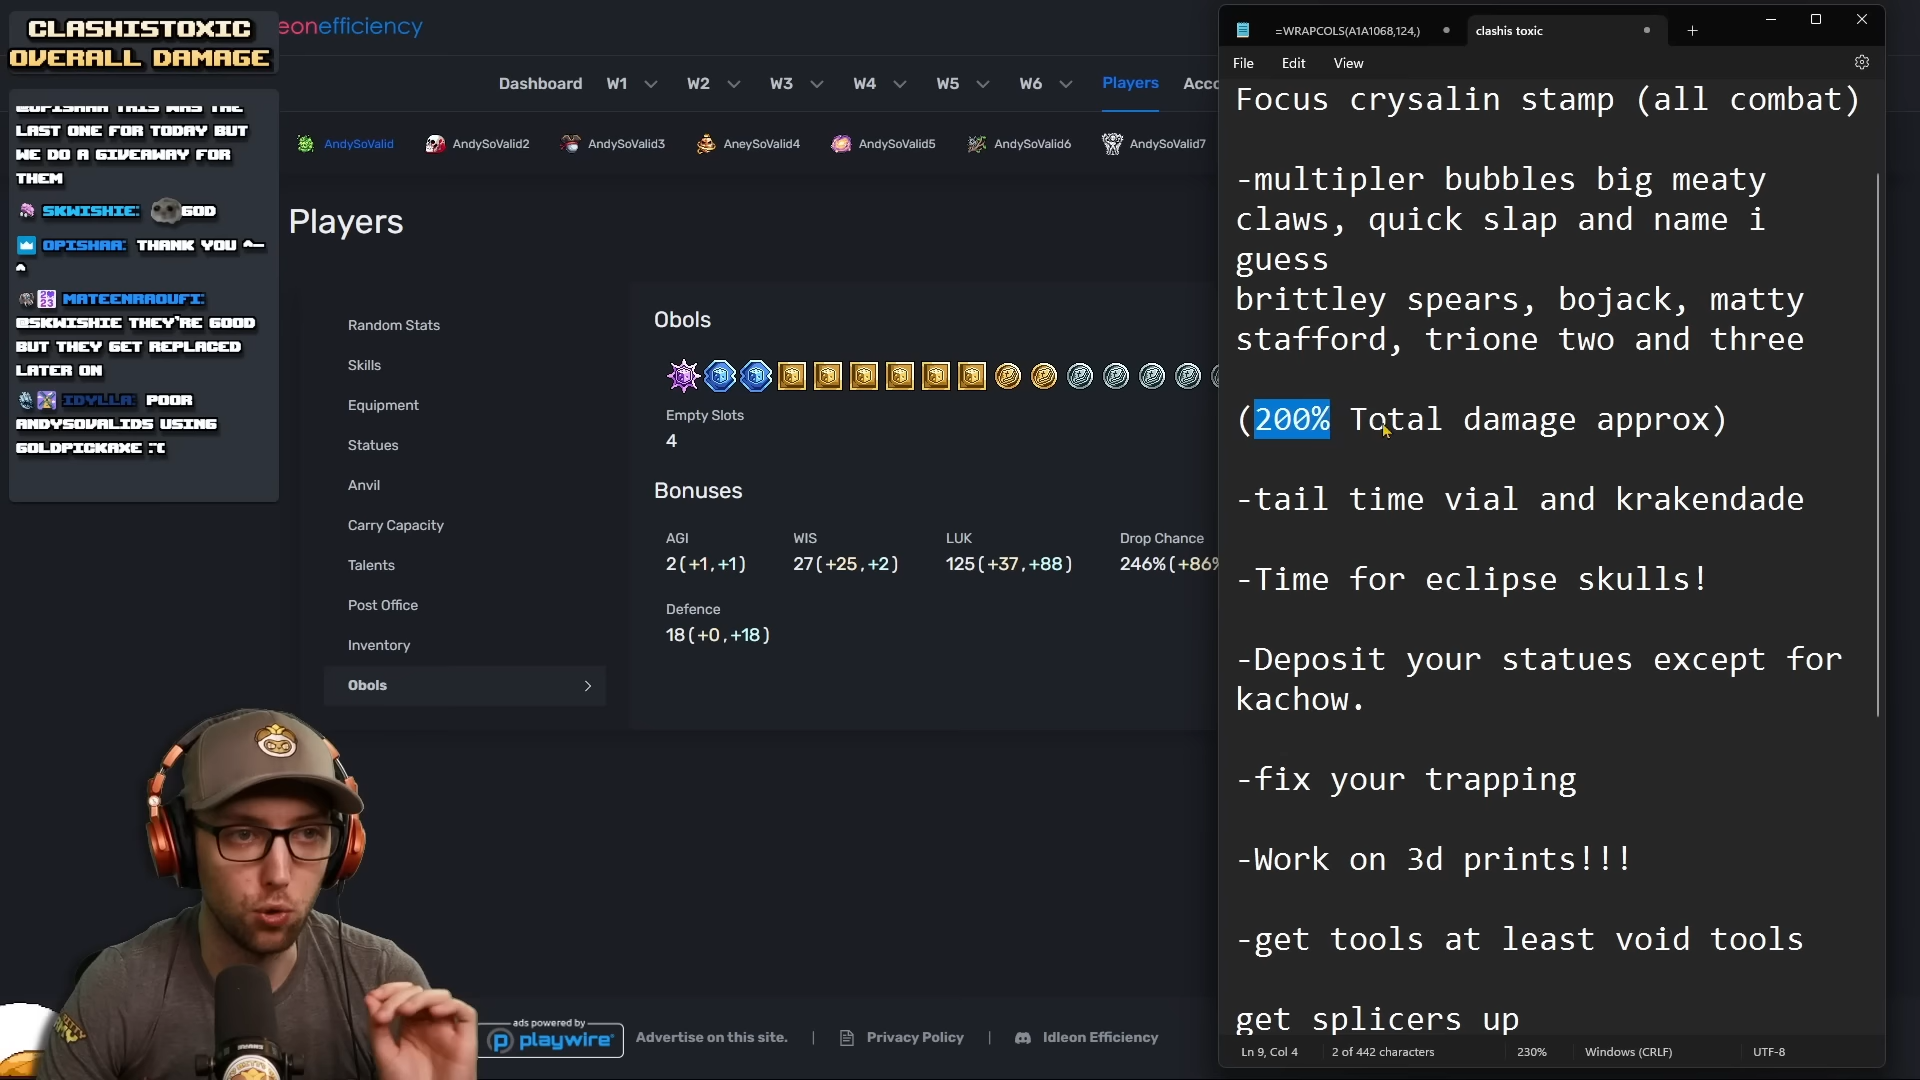 CLASHISTOXIC
OVERALL DAMAGE
@OPISHAA THIS WAS THE
LAST ONE FOR TODAY BUT
WE DO A GIVEAWAY FOR
THEM
SKWISHIE: GOD
OPISHAA: THANK YOU ^-
^
MATEENRAOUFI:
@SKWISHIE THEY'RE GOOD
BUT THEY GET REPLACED
LATER ON
IDYLLA: POOR
ANDYSOVALIDS USING
GOLDPICKAXE :'(
eonefficiency
Dashboard W1 W2 W3 W4 W5 W6 Players Acco
AndySoValid AndySoValid2 AndySoValid3 AneySoValid4 AndySoValid5 AndySoValid6 AndySoValid7
Players
Random Stats
Skills
Equipment
Statues
Anvil
Carry Capacity
Talents
Post Office
Inventory
Obols
Obols
Empty Slots
4
Bonuses
AGI WIS LUK Drop Chance
2(+1,+1) 27(+25,+2) 125(+37,+88) 246%(+86%
Defence
18(+0,+18)
ads powered by
playwire
Advertise on this site. | Privacy Policy | Idleon Efficiency
=WRAPCOLS(A1A1068,124,) clashis toxic
File Edit View
Focus crysalin stamp (all combat)
-multipler bubbles big meaty
claws, quick slap and name i
guess
brittley spears, bojack, matty
stafford, trione two and three
(200% Total damage approx)
-tail time vial and krakendade
-Time for eclipse skulls!
-Deposit your statues except for
kachow.
-fix your trapping
-Work on 3d prints!!!
-get tools at least void tools
get splicers up
Ln 9, Col 4 2 of 442 characters 230% Windows (CRLF) UTF-8